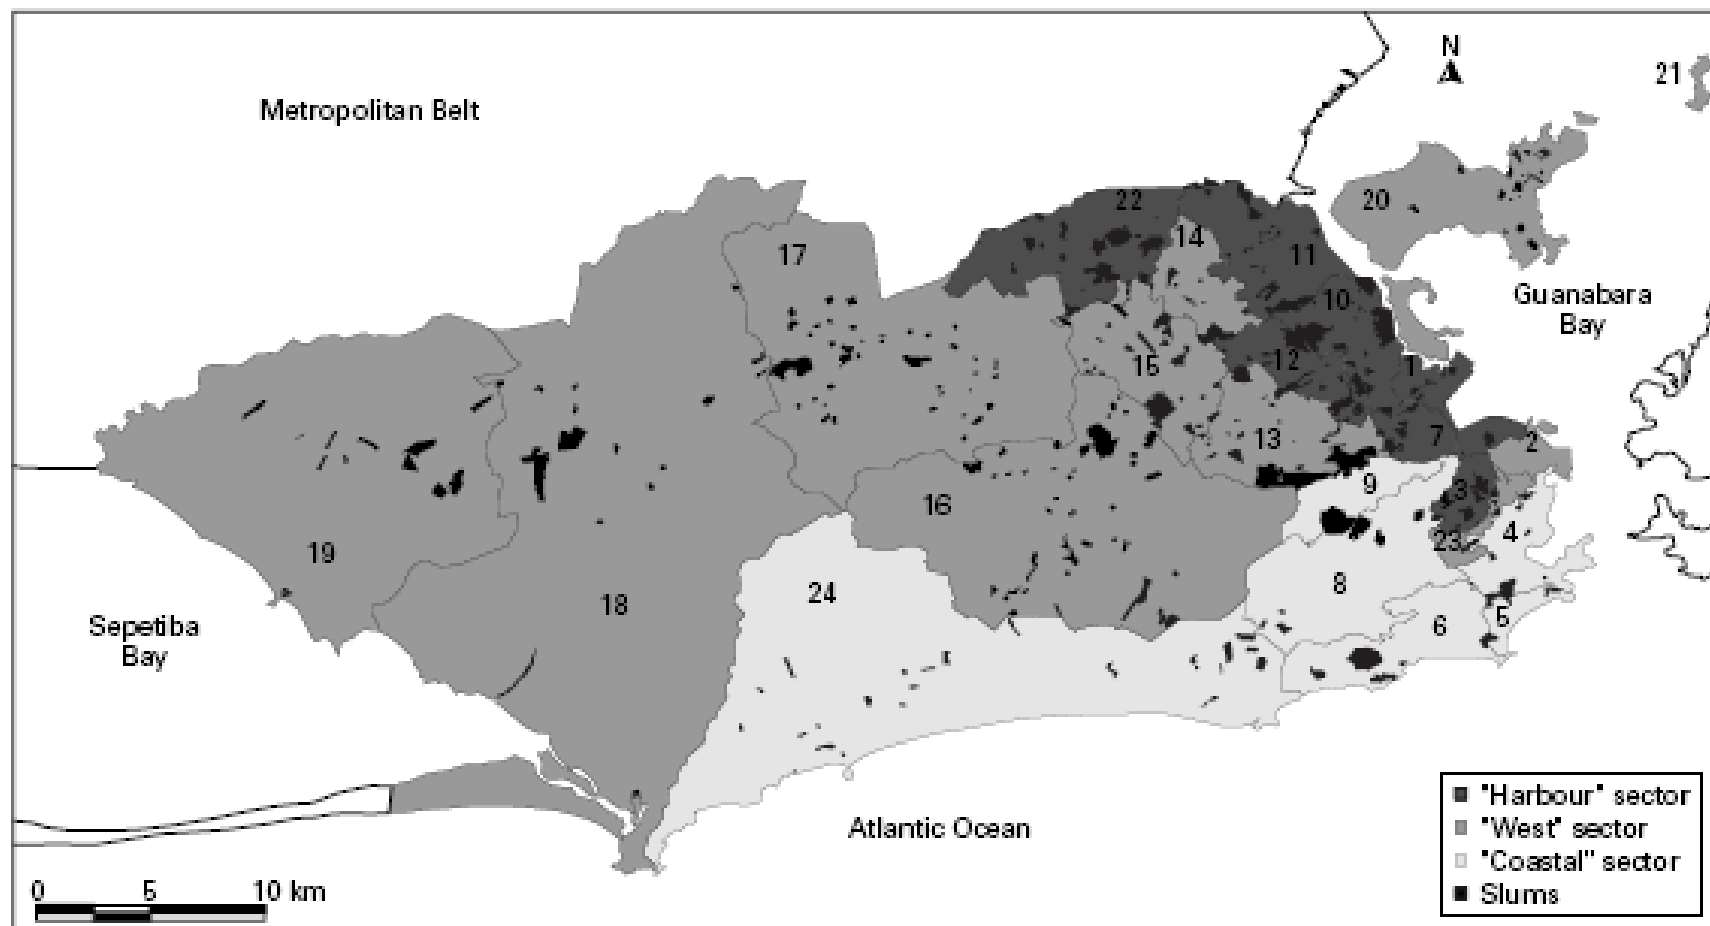 N
21
Metropolitan Belt
20
22
14
17
11
10
Guanabara
Bay
12
1
15
7
2
13
9
3
16
4
23
19
8
24
18
5
6
Sepetiba
Bay
Atlantic Ocean
"Harbour" sector
"West" sector
"Coastal" sector
Slums
0 5 10 km